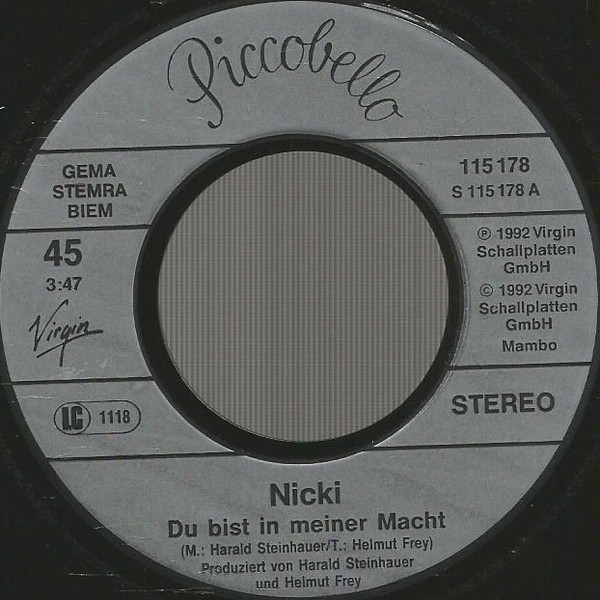 Piccobello
GEMA
STEMRA
BIEM
115 178
S 115 178 A
45
3:47
Virgin
℗ 1992 Virgin
Schallplatten
GmbH
© 1992 Virgin
Schallplatten
GmbH
Mambo
LC 1118
STEREO
Nicki
Du bist in meiner Macht
(M.: Harald Steinhauer/T.: Helmut Frey)
Produziert von Harald Steinhauer
und Helmut Frey